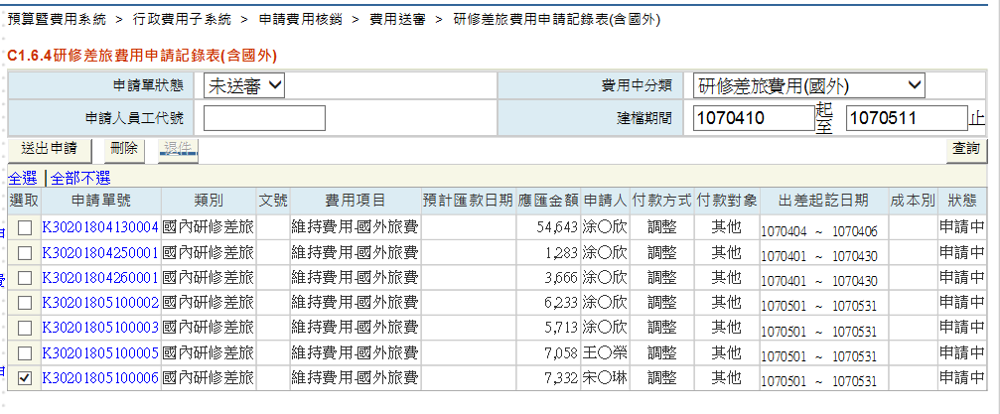 預算暨費用系統 > 行政費用子系統 > 申請費用核銷 > 費用送審 > 研修差旅費用申請記錄表(含國外)
C1.6.4研修差旅費用申請記錄表(含國外)
申請單狀態 未送審 費用中分類 研修差旅費用(國外)
申請人員工代號 建檔期間 1070410 起至 1070511 止
送出申請 刪除 退件 查詢
全選 全部不選
選取 申請單號 類別 文號 費用項目 預計匯款日期 應匯金額 申請人 付款方式 付款對象 出差起訖日期 成本別 狀態
K30201804130004 國內研修差旅 維持費用-國外旅費 54,643 涂〇欣 調整 其他 1070404 ~ 1070406 申請中
K30201804250001 國內研修差旅 維持費用-國外旅費 1,283 涂〇欣 調整 其他 1070401 ~ 1070430 申請中
K30201804260001 國內研修差旅 維持費用-國外旅費 3,666 涂〇欣 調整 其他 1070401 ~ 1070430 申請中
K30201805100002 國內研修差旅 維持費用-國外旅費 6,233 涂〇欣 調整 其他 1070501 ~ 1070531 申請中
K30201805100003 國內研修差旅 維持費用-國外旅費 5,713 涂〇欣 調整 其他 1070501 ~ 1070531 申請中
K30201805100005 國內研修差旅 維持費用-國外旅費 7,058 王〇榮 調整 其他 1070501 ~ 1070531 申請中
K30201805100006 國內研修差旅 維持費用-國外旅費 7,332 宋〇琳 調整 其他 1070501 ~ 1070531 申請中